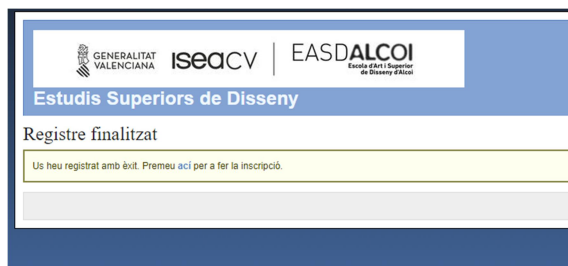 GENERALITAT
VALENCIANA
ISEACV
EASDALCOI
Escola d'Art i Superior
de Disseny d'Alcoi
Estudis Superiors de Disseny
Registre finalitzat
Us heu registrat amb èxit. Premeu ací per a fer la inscripció.